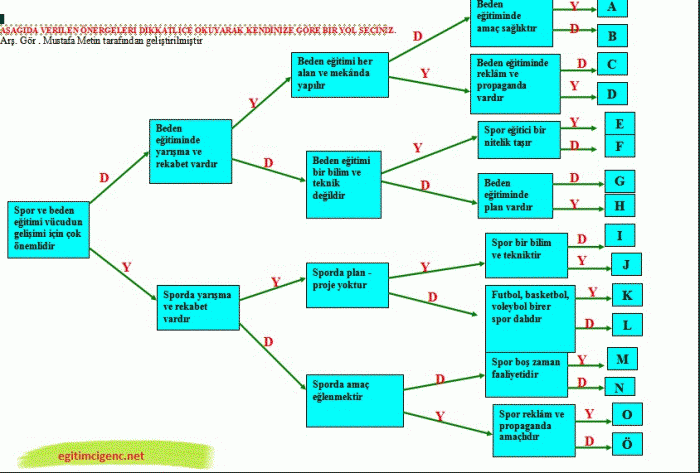 AŞAĞIDA VERİLEN ÖNERGELERİ DİKKATLİCE OKUYARAK KENDİNİZE GÖRE BİR YOL SEÇİNİZ.
Arş. Gör . Mustafa Metin tarafından geliştirilmiştir
Spor ve beden
eğitimi vücudun
gelişimi için çok
önemlidir
D
Y
Beden
eğitiminde
yarışma ve
rekabet vardır
Y
D
Sporda yarışma
ve rekabet
vardır
Y
D
Beden eğitimi her
alan ve mekânda
yapılır
D
Y
Beden eğitimi
bir bilim ve
teknik
değildir
Y
D
Sporda plan -
proje yoktur
Y
D
Sporda amaç
eğlenmektir
D
Y
Beden
eğitiminde
amaç sağlıktır
Y
A
D
B
Beden eğitiminde
reklâm ve
propaganda
vardır
D
C
Y
D
Spor eğitici bir
nitelik taşır
Y
E
D
F
Beden
eğitiminde
plan vardır
D
G
Y
H
Spor bir bilim
ve tekniktir
D
I
Y
J
Futbol, basketbol,
voleybol birer
spor dalıdır
Y
K
D
L
Spor boş zaman
faaliyetidir
Y
M
D
N
Spor reklâm ve
propaganda
amaçlıdır
Y
O
D
Ö
egitimcigenc.net